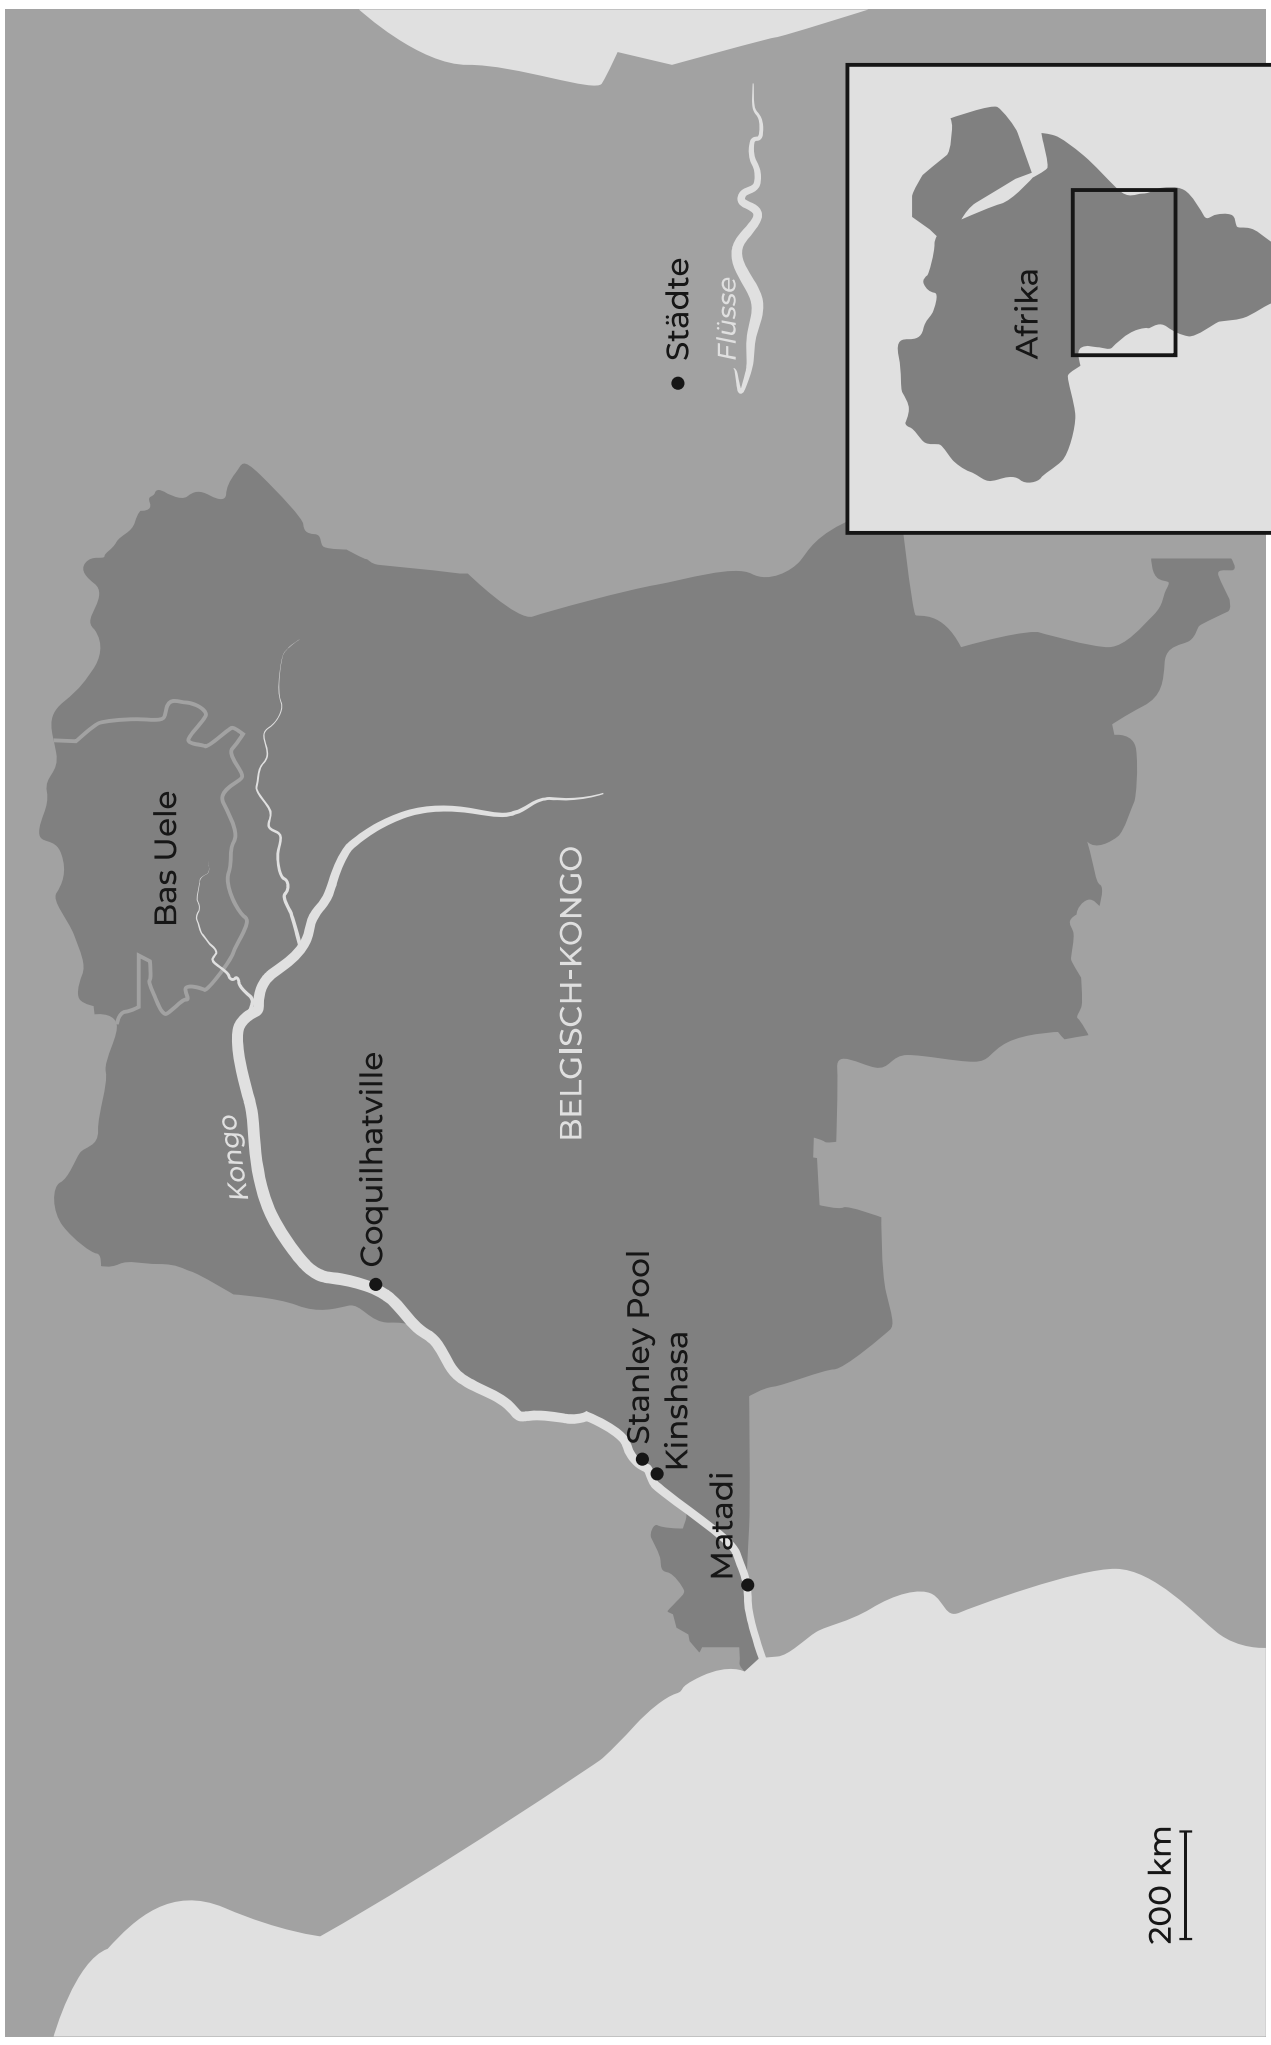 Bas Uele
Kongo
Coquilhatville
BELGISCH-KONGO
Stanley Pool
Kinshasa
Matadi
Städte
Flüsse
Afrika
200 km